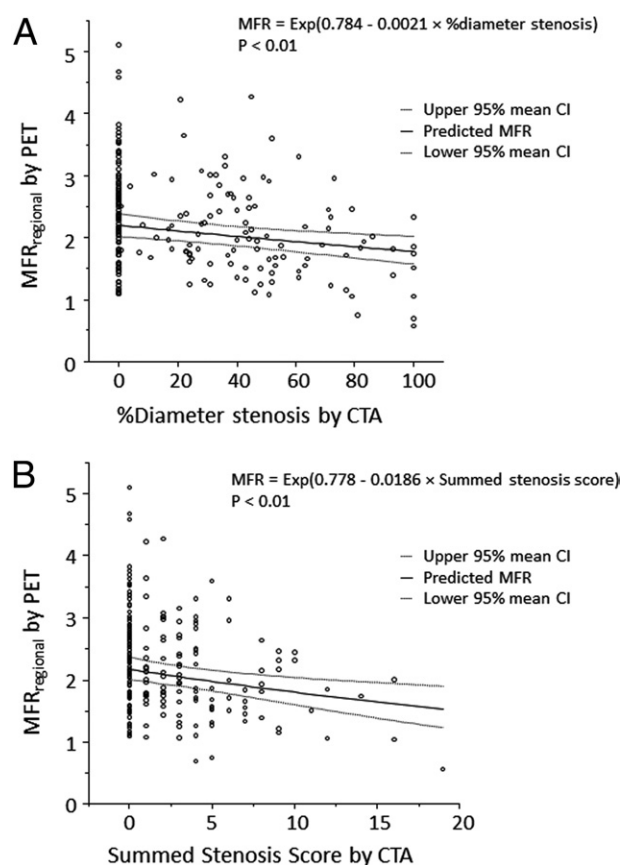 A
MFR = Exp(0.784 - 0.0021 × %diameter stenosis)
P < 0.01
Upper 95% mean CI
Predicted MFR
Lower 95% mean CI
MFRregional by PET
5
4
3
2
1
0
0 20 40 60 80 100
%Diameter stenosis by CTA
B
MFR = Exp(0.778 - 0.0186 × Summed stenosis score)
P < 0.01
Upper 95% mean CI
Predicted MFR
Lower 95% mean CI
MFRregional by PET
5
4
3
2
1
0
0 5 10 15 20
Summed Stenosis Score by CTA